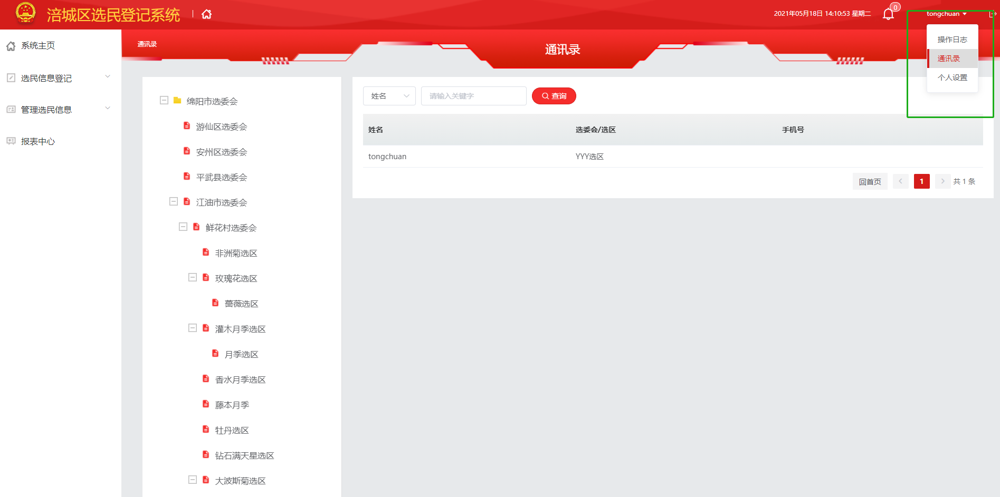 涪城区选民登记系统
2021年05月18日 14:10:53 星期二
0
tongchuan
操作日志
通讯录
个人设置
系统主页
选民信息登记
管理选民信息
报表中心
通讯录
通讯录
绵阳市选委会
游仙区选委会
安州区选委会
平武县选委会
江油市选委会
鲜花村选委会
非洲菊选区
玫瑰花选区
蔷薇选区
灌木月季选区
月季选区
香水月季选区
藤本月季
牡丹选区
钻石满天星选区
大波斯菊选区
姓名 请输入关键字 查询
姓名 选委会/选区 手机号
tongchuan YYY选区
回首页 1 共 1 条